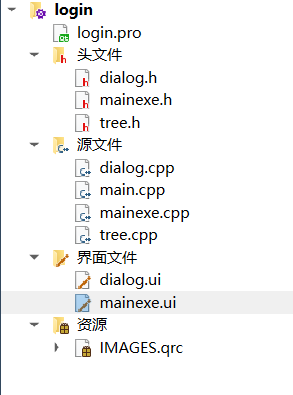 login
login.pro
头文件
dialog.h
mainexe.h
tree.h
源文件
dialog.cpp
main.cpp
mainexe.cpp
tree.cpp
界面文件
dialog.ui
mainexe.ui
资源
IMAGES.qrc